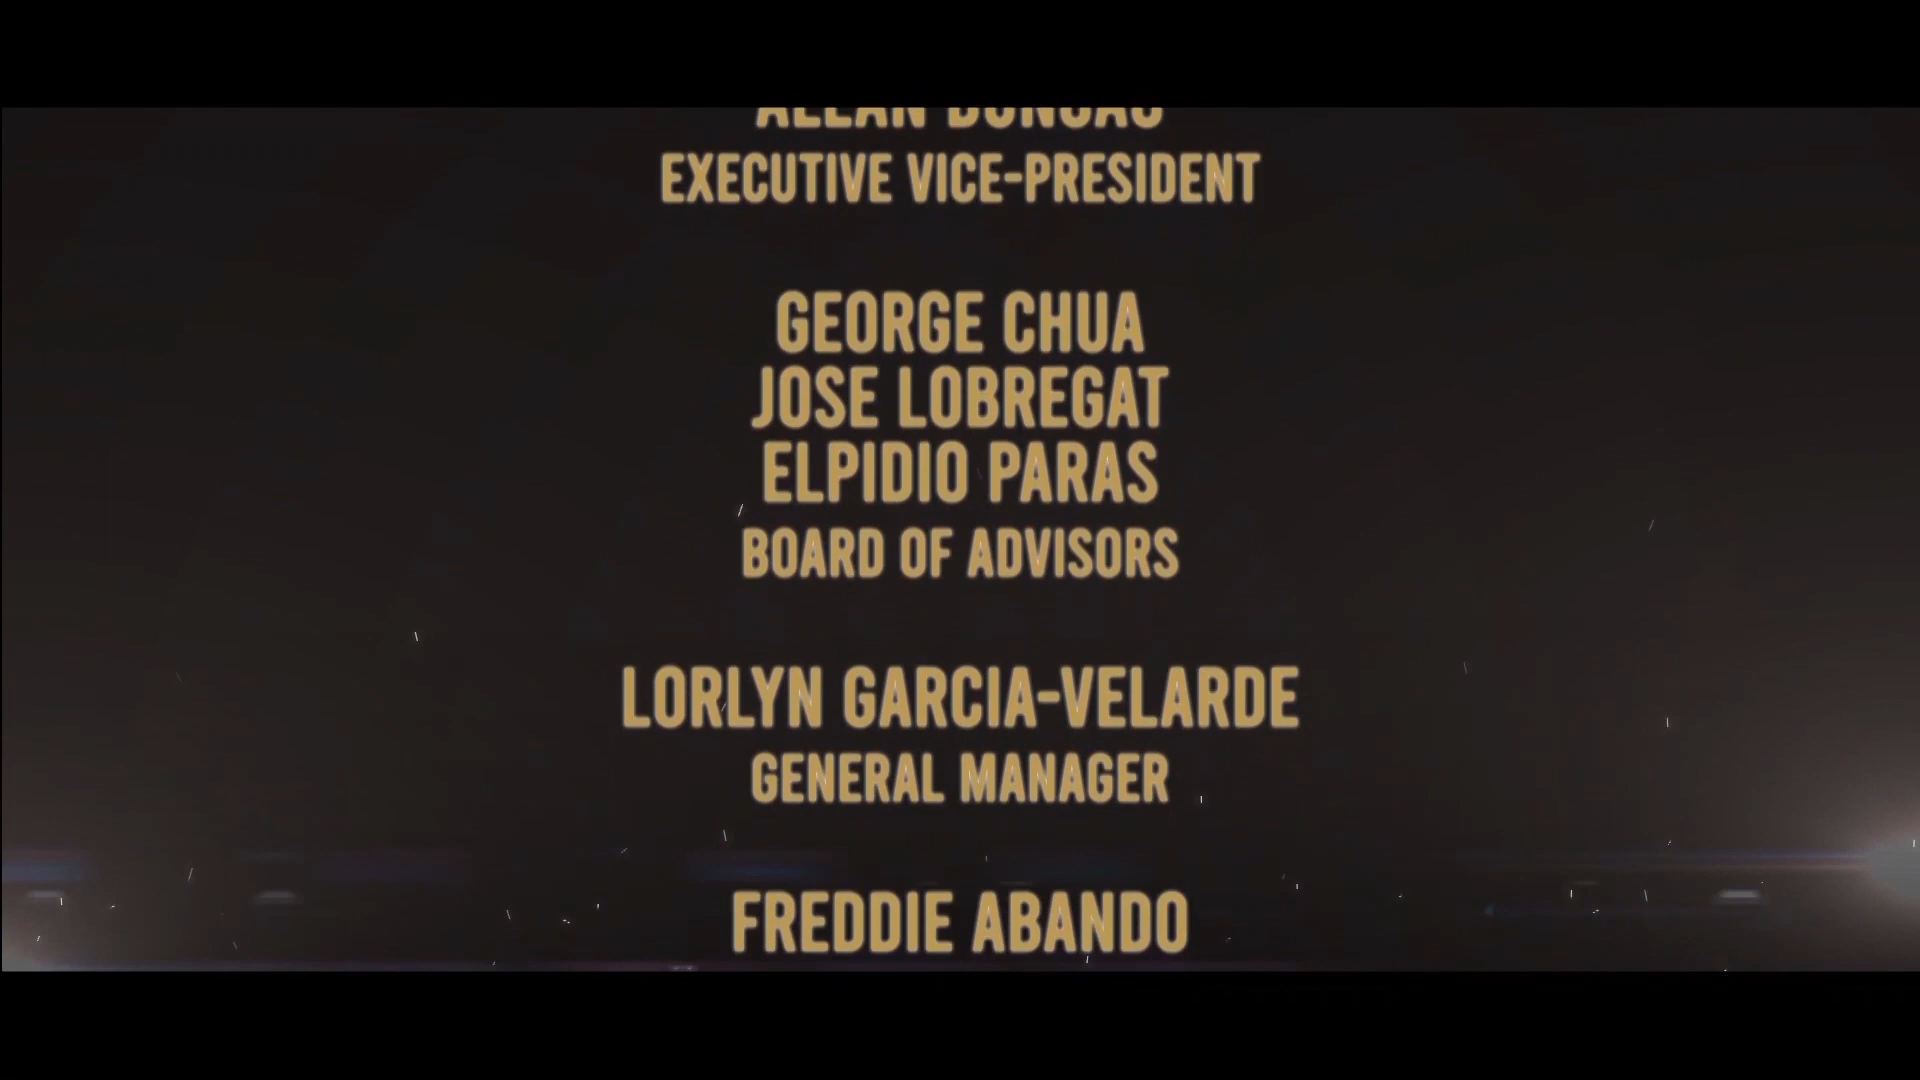 ALLAN
EXECUTIVE VICE-PRESIDENT
GEORGE CHUA
JOSE LOBREGAT
ELPIDIO PARAS
BOARD OF ADVISORS
LORLYN GARCIA-VELARDE
GENERAL MANAGER
FREDDIE ABANDO